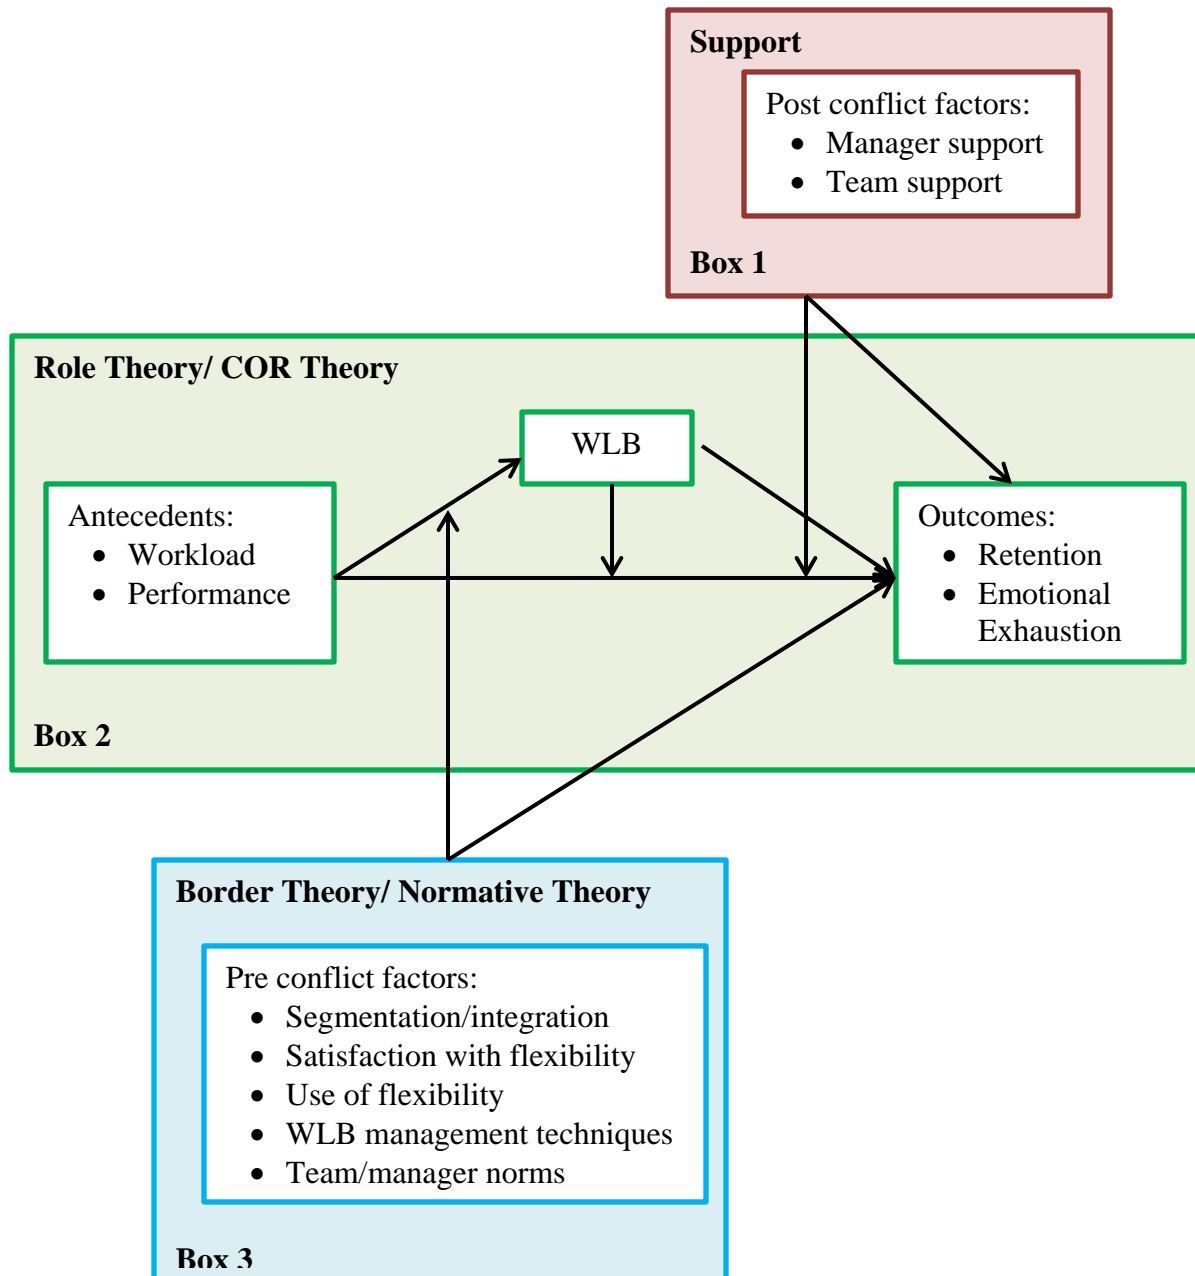 Support
Post conflict factors:
• Manager support
• Team support
Box 1
Role Theory/ COR Theory
WLB
Antecedents:
• Workload
• Performance
Outcomes:
• Retention
• Emotional
Exhaustion
Box 2
Border Theory/ Normative Theory
Pre conflict factors:
• Segmentation/integration
• Satisfaction with flexibility
• Use of flexibility
• WLB management techniques
• Team/manager norms
Box 3